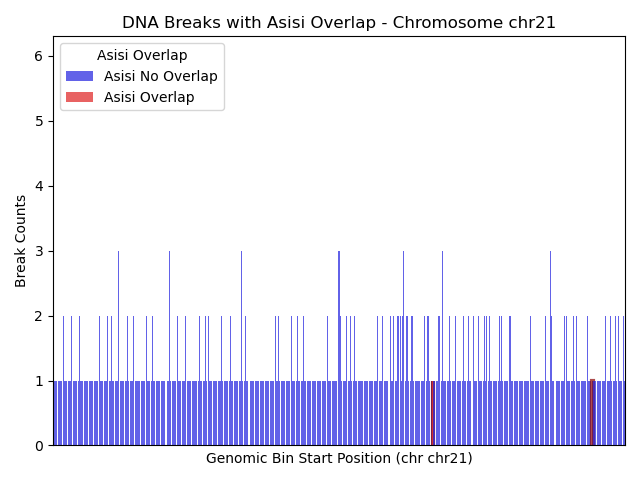 DNA Breaks with Asisi Overlap - Chromosome chr21
Asisi Overlap
Asisi No Overlap
Asisi Overlap
6
5
4
3
2
1
0
Break Counts
Genomic Bin Start Position (chr chr21)